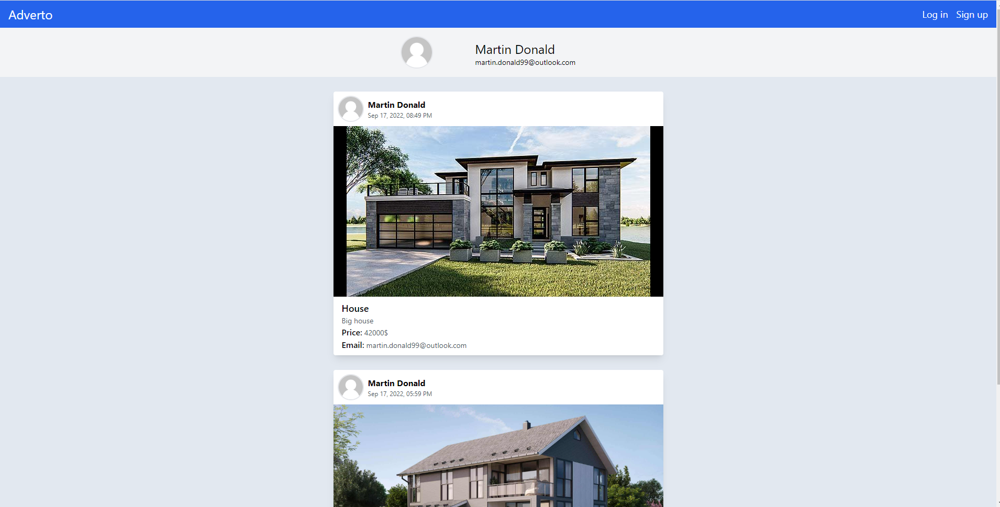 Adverto
Log in Sign up
Martin Donald
martin.donald99@outlook.com
Martin Donald
Sep 17, 2022, 08:49 PM
House
Big house
Price: 42000$
Email: martin.donald99@outlook.com
Martin Donald
Sep 17, 2022, 05:59 PM